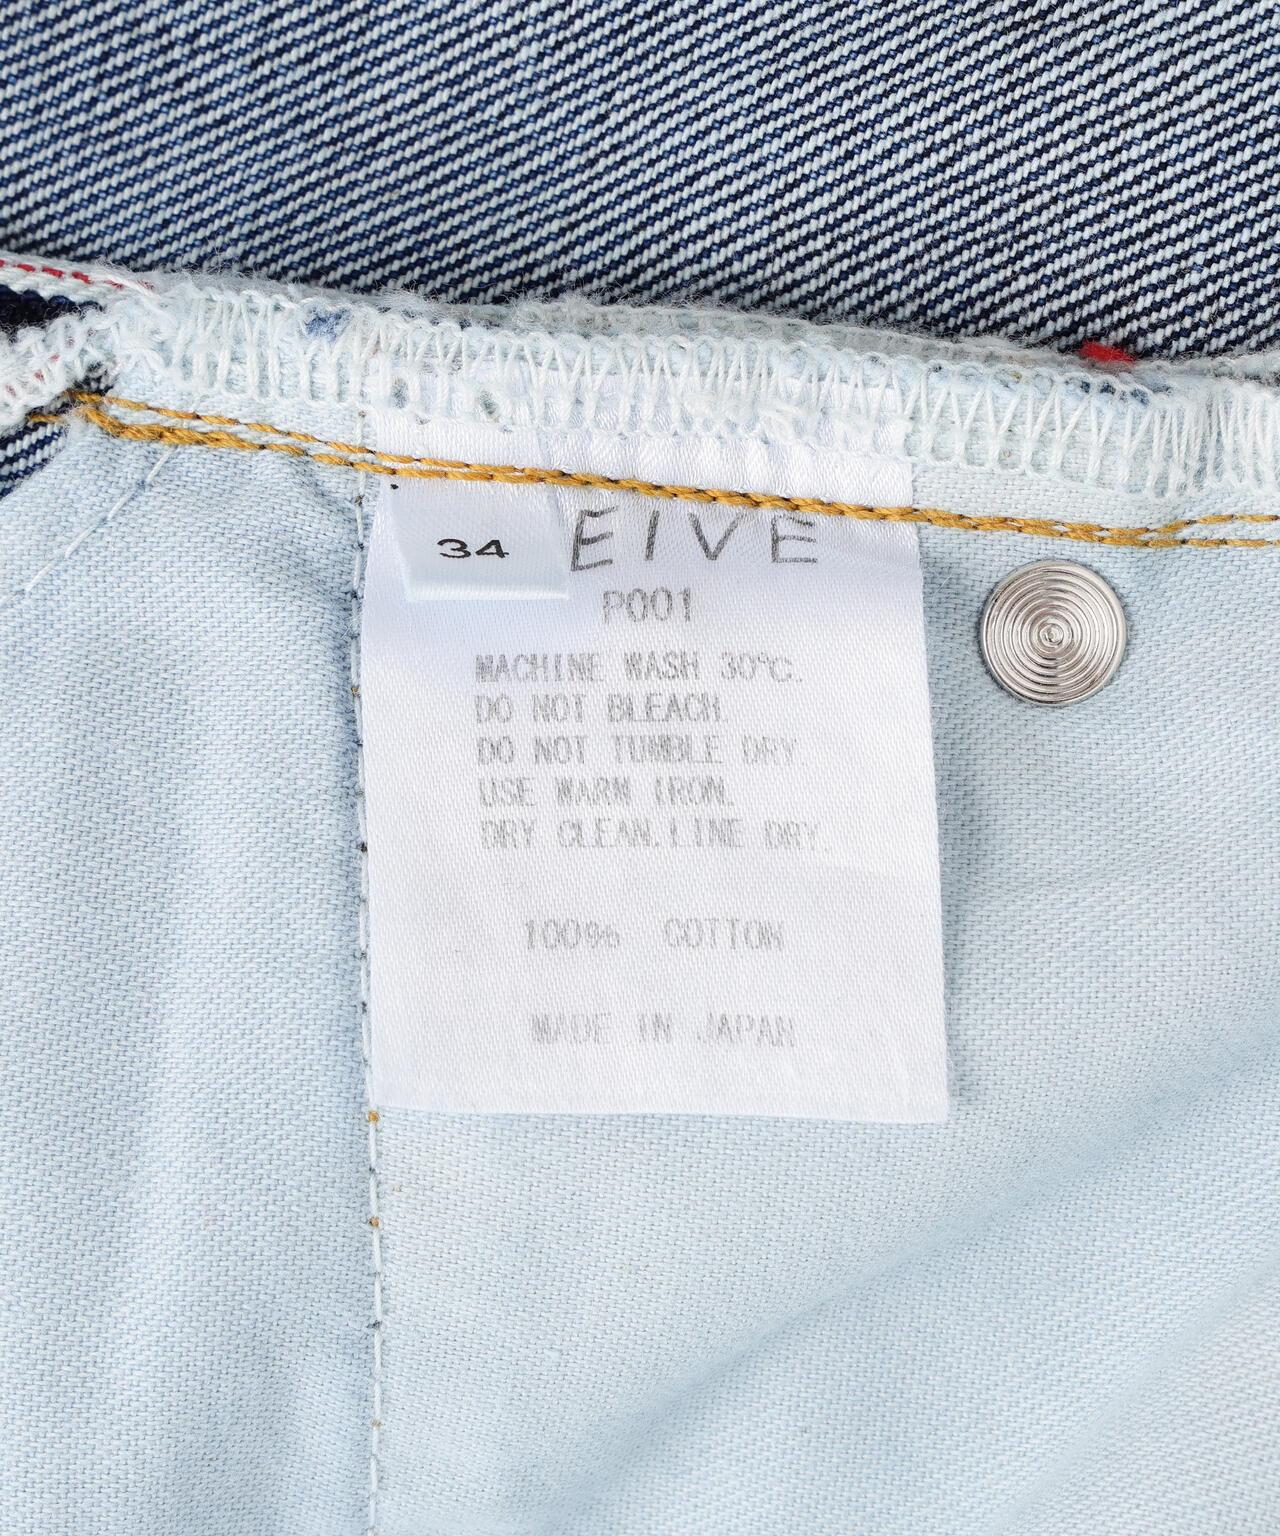 34
EIVE
P001
MACHINE WASH 30°C.
DO NOT BLEACH.
DO NOT TUMBLE DRY
USE WARM IRON.
DRY CLEAN.LINE DRY.
100% COTTON
MADE IN JAPAN